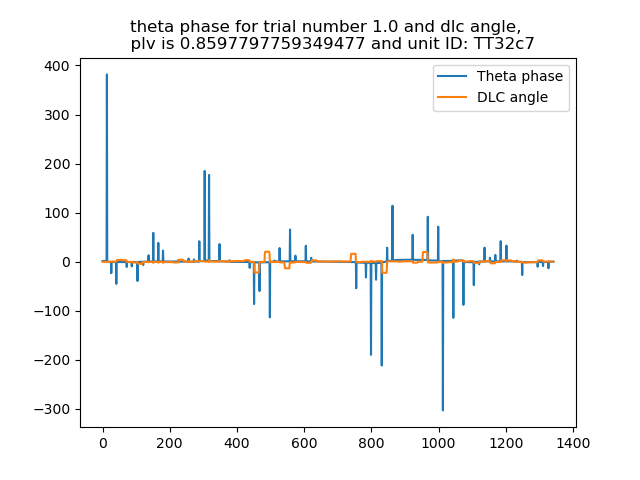 theta phase for trial number 1.0 and dlc angle,
plv is 0.8597797759349477 and unit ID: TT32c7
Theta phase
DLC angle
400
300
200
100
0
−100
−200
−300
0 200 400 600 800 1000 1200 1400